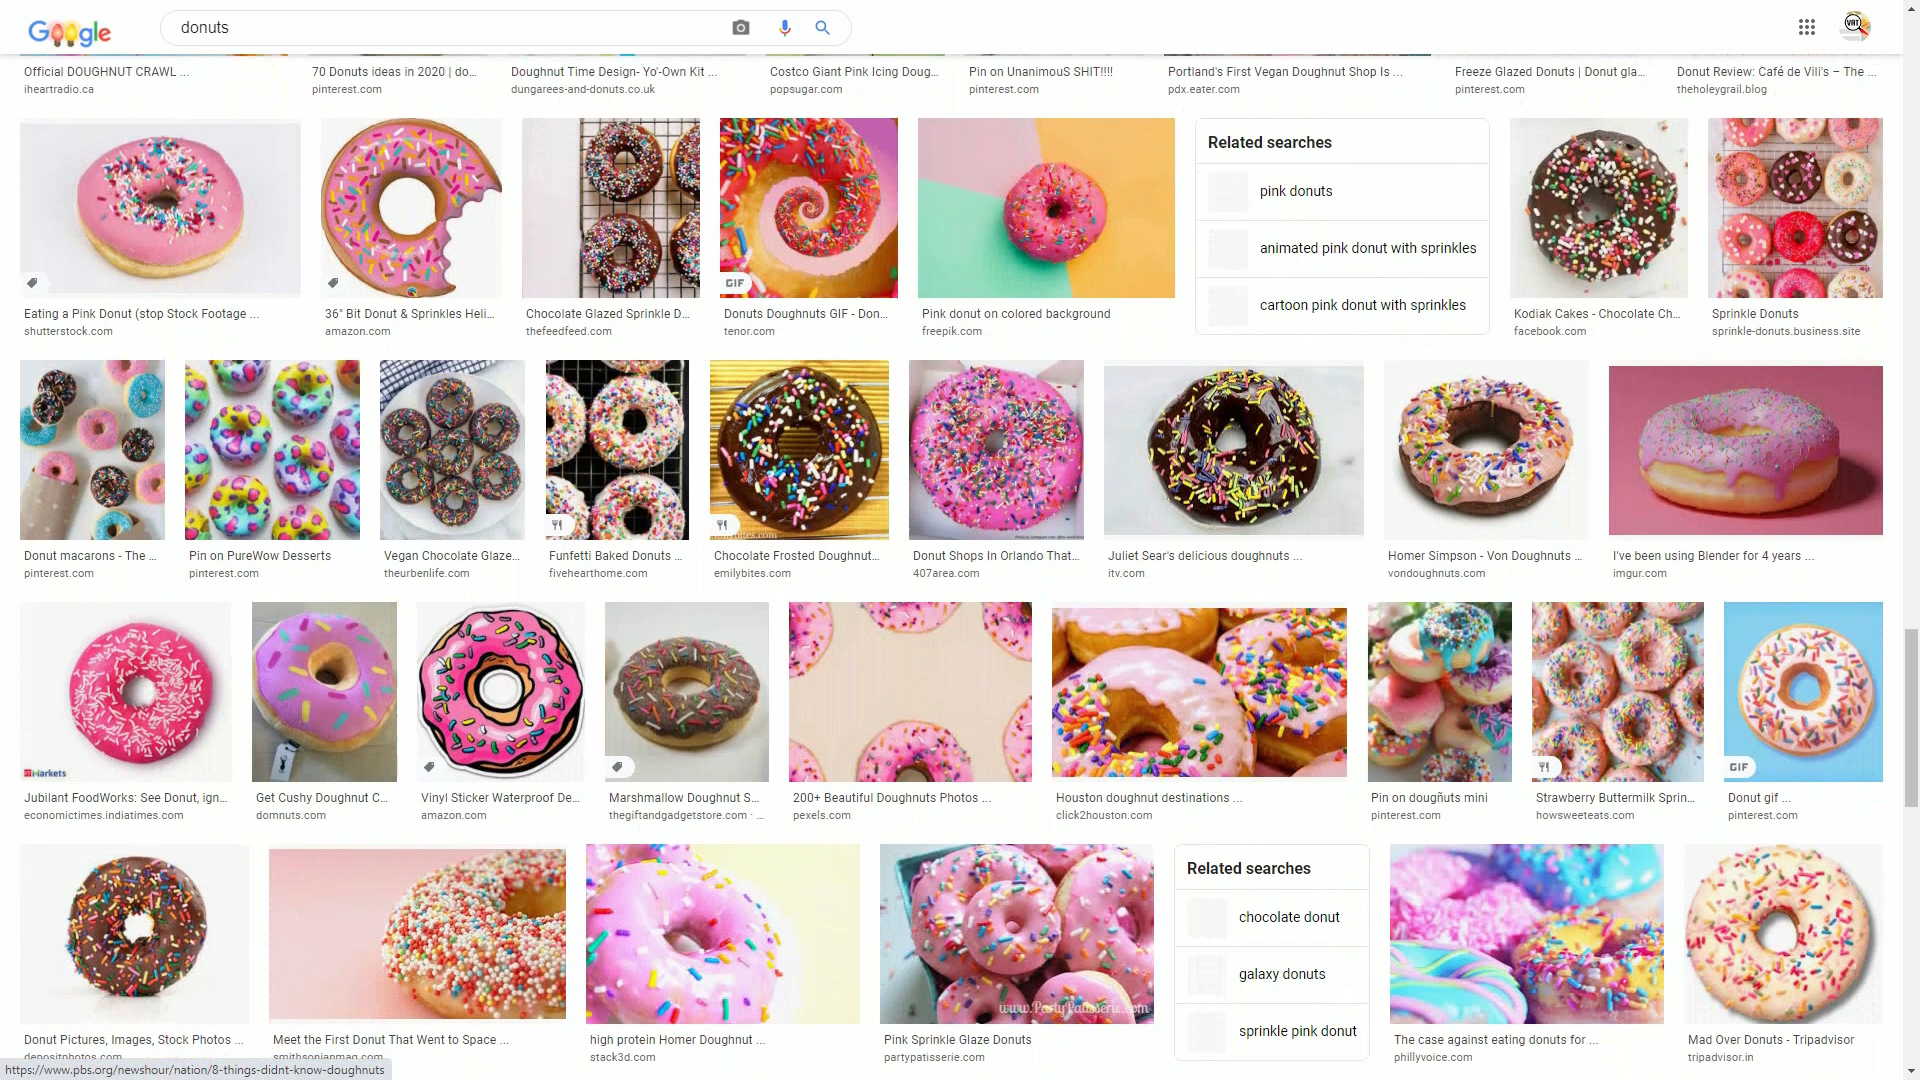 Google
donuts
Official DOUGHNUT CRAWL ...
iheartradio.ca
70 Donuts ideas in 2020 | do...
pinterest.com
Doughnut Time Design- Yo'-Own Kit ...
dungarees-and-donuts.co.uk
Costco Giant Pink Icing Doug...
popsugar.com
Pin on UnanimouS SHIT!!!!
pinterest.com
Portland's First Vegan Doughnut Shop Is ...
pdx.eater.com
Freeze Glazed Donuts | Donut gla...
pinterest.com
Donut Review: Café de Vili's – The ...
theholeygrail.blog
GIF
Eating a Pink Donut (stop Stock Footage ...
shutterstock.com
36" Bit Donut & Sprinkles Heli...
amazon.com
Chocolate Glazed Sprinkle D...
thefeedfeed.com
Donuts Doughnuts GIF - Don...
tenor.com
Pink donut on colored background
freepik.com
Related searches
pink donuts
animated pink donut with sprinkles
cartoon pink donut with sprinkles
Kodiak Cakes - Chocolate Ch...
facebook.com
Sprinkle Donuts
sprinkle-donuts.business.site
Donut macarons - The ...
pinterest.com
Pin on PureWow Desserts
pinterest.com
Vegan Chocolate Glaze...
theurbenlife.com
Funfetti Baked Donuts ...
fivehearthome.com
Chocolate Frosted Doughnut...
emilybites.com
Donut Shops In Orlando That...
407area.com
Juliet Sear's delicious doughnuts ...
itv.com
Homer Simpson - Von Doughnuts ...
vondoughnuts.com
I've been using Blender for 4 years ...
imgur.com
GIF
Jubilant FoodWorks: See Donut, ign...
economictimes.indiatimes.com
Get Cushy Doughnut C...
domnuts.com
Vinyl Sticker Waterproof De...
amazon.com
Marshmallow Doughnut S...
thegiftandgadgetstore.com · ...
200+ Beautiful Doughnuts Photos ...
pexels.com
Houston doughnut destinations ...
click2houston.com
Pin on dougñuts mini
pinterest.com
Strawberry Buttermilk Sprin...
howsweeteats.com
Donut gif ...
pinterest.com
www.PartyPatisserie.com
Donut Pictures, Images, Stock Photos ...
depositphotos.com
Meet the First Donut That Went to Space ...
smithsonianmag.com
high protein Homer Doughnut ...
stack3d.com
Pink Sprinkle Glaze Donuts
partypatisserie.com
Related searches
chocolate donut
galaxy donuts
sprinkle pink donut
The case against eating donuts for ...
phillyvoice.com
Mad Over Donuts - Tripadvisor
tripadvisor.in
https://www.pbs.org/newshour/nation/8-things-didnt-know-doughnuts